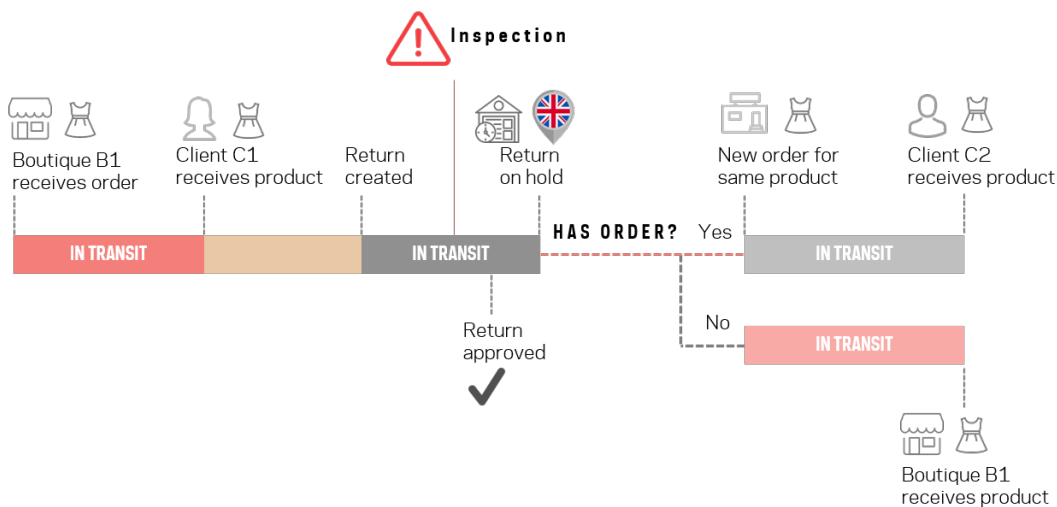 Inspection
Boutique B1
receives order
Client C1
receives product
Return
created
Return
on hold
New order for
same product
Client C2
receives product
IN TRANSIT
IN TRANSIT
HAS ORDER?
Yes
IN TRANSIT
Return
approved
No
IN TRANSIT
Boutique B1
receives product